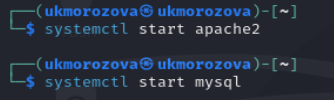 ┌──(ukmorozova㉿ukmorozova)-[~]
└─$ systemctl start apache2
┌──(ukmorozova㉿ukmorozova)-[~]
└─$ systemctl start mysql